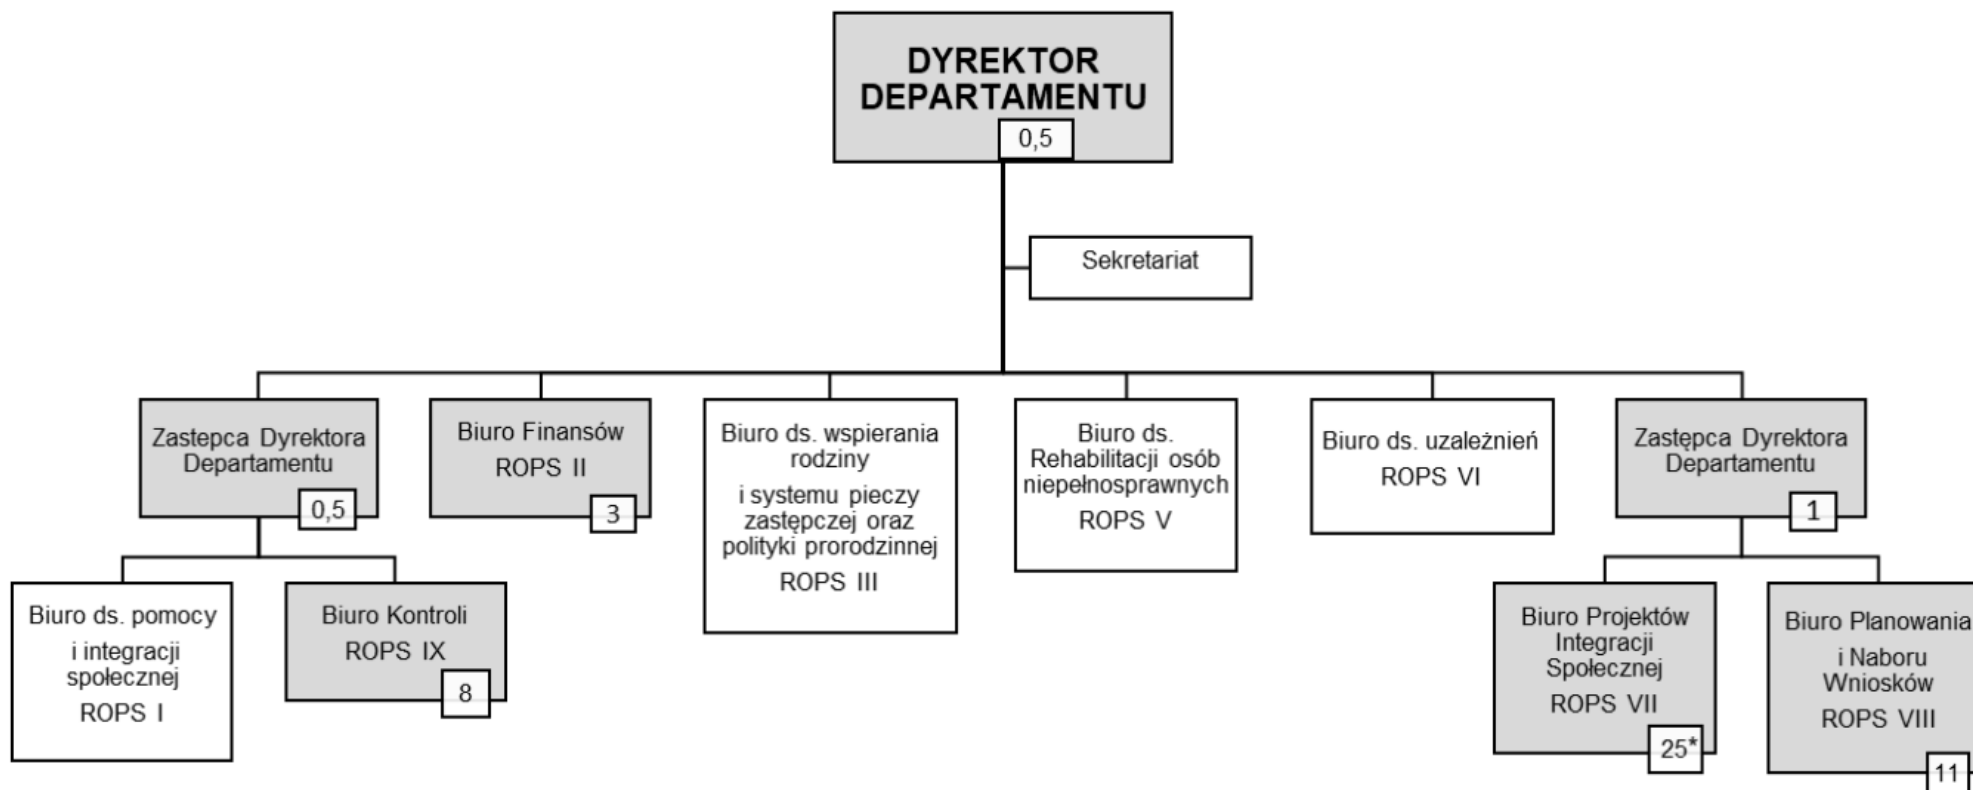 DYREKTOR
DEPARTAMENTU
0,5
Sekretariat
Zastepca Dyrektora
Departamentu
0,5
Biuro Finansów
ROPS II
3
Biuro ds. wspierania
rodziny
i systemu pieczy
zastępczej oraz
polityki prorodzinnej
ROPS III
Biuro ds.
Rehabilitacji osób
niepełnosprawnych
ROPS V
Biuro ds. uzależnień
ROPS VI
Zastępca Dyrektora
Departamentu
1
Biuro ds. pomocy
i integracji
społecznej
ROPS I
Biuro Kontroli
ROPS IX
8
Biuro Projektów
Integracji
Społecznej
ROPS VII
25*
Biuro Planowania
i Naboru
Wniosków
ROPS VIII
11